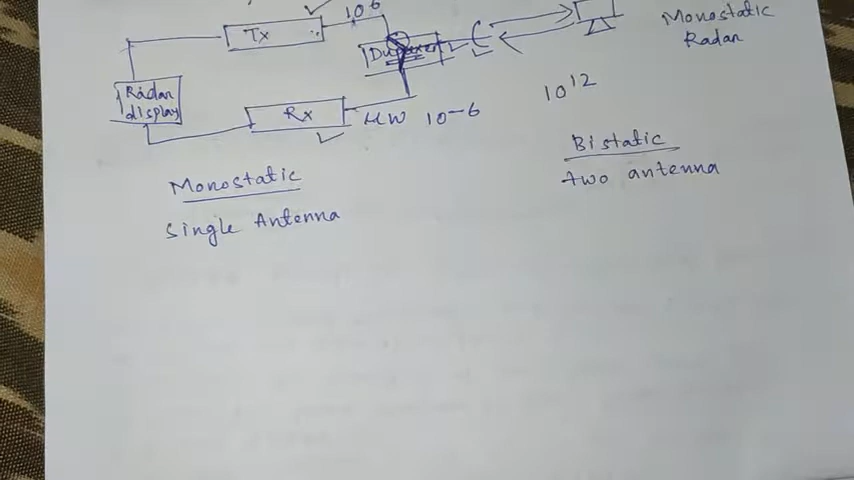 10⁶
Tx
Duplexer
Monostatic
Radar
Radar
display
Rx
μW 10-6
10¹²
Monostatic
Single Antenna
Bistatic
two antenna